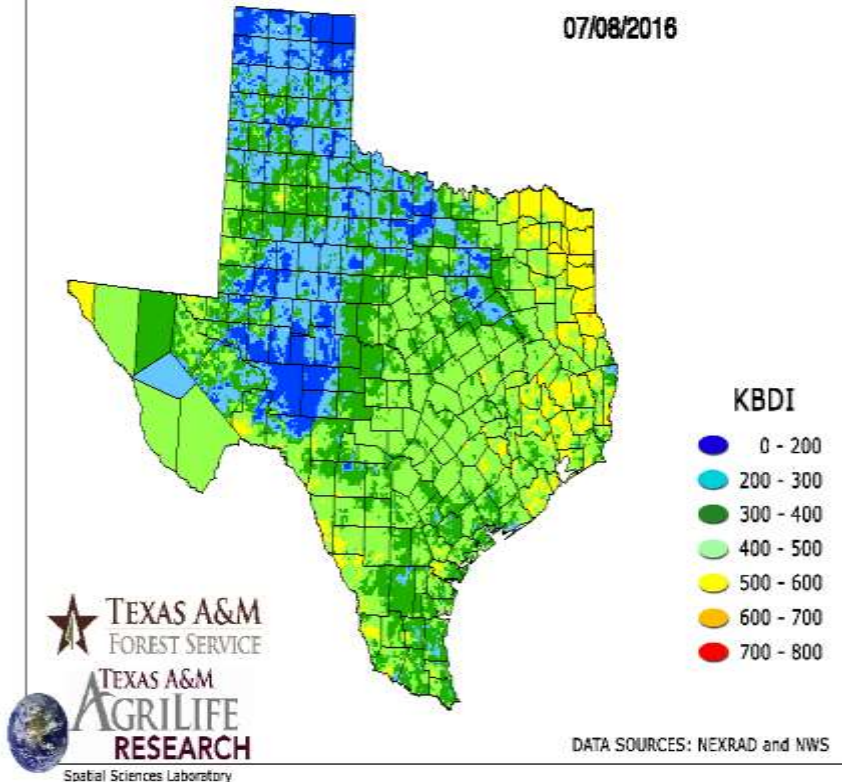 07/08/2016
KBDI
0 - 200
200 - 300
300 - 400
400 - 500
500 - 600
600 - 700
700 - 800
TEXAS A&M
FOREST SERVICE
TEXAS A&M
AGRILIFE
RESEARCH
Spatial Sciences Laboratory
DATA SOURCES: NEXRAD and NWS